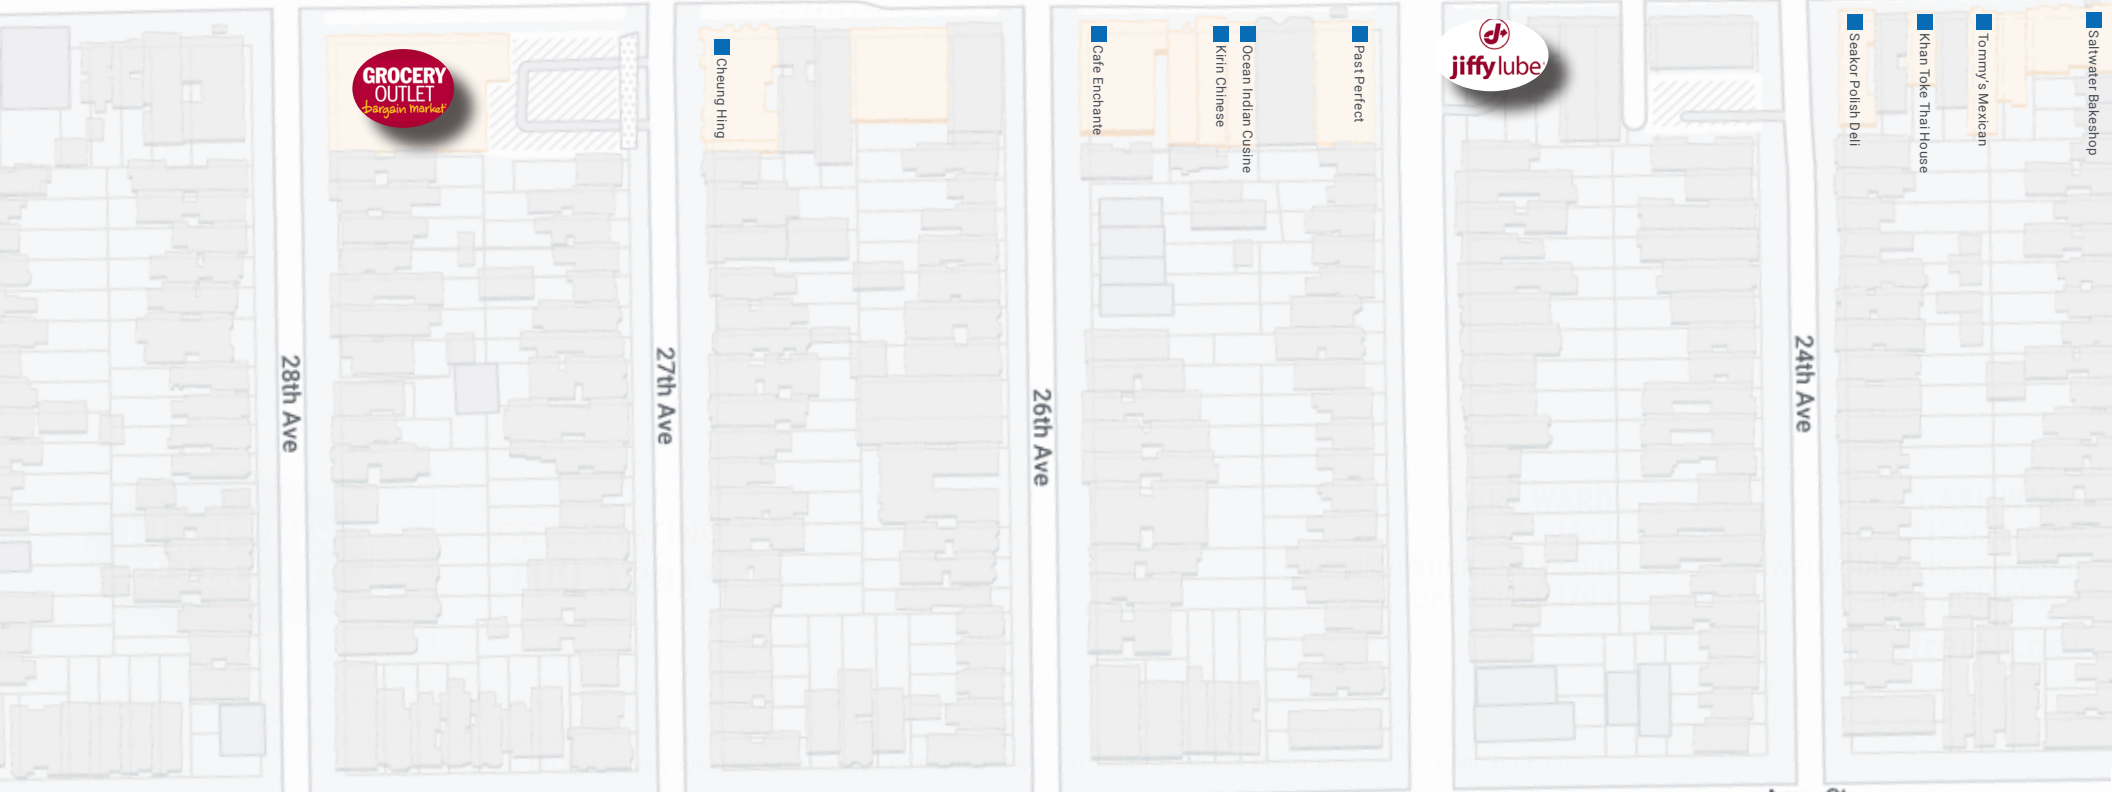 GROCERY
OUTLET
bargain market
Cheung Hing
Cafe Enchante
Kirin Chinese
Ocean Indian Cusine
Past Perfect
jiffy lube
Seakor Polish Deli
Khan Toke Thai House
Tommy's Mexican
Saltwater Bakeshop
28th Ave
27th Ave
26th Ave
24th Ave